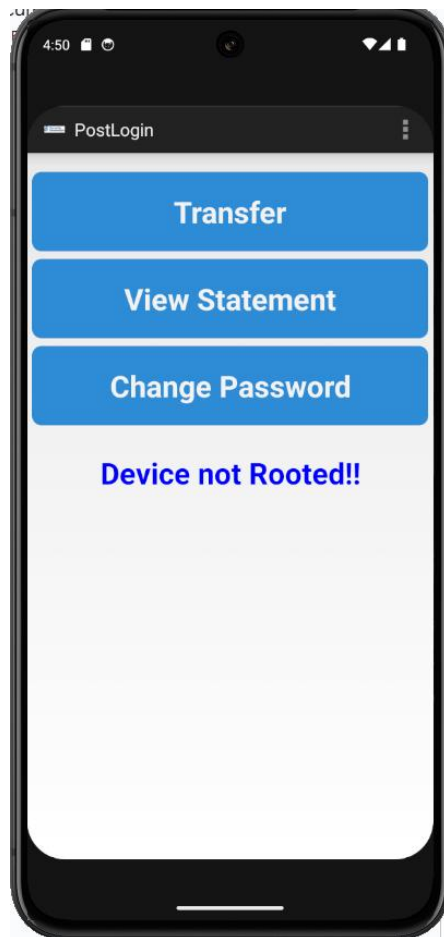 4:50
PostLogin
Transfer
View Statement
Change Password
Device not Rooted!!